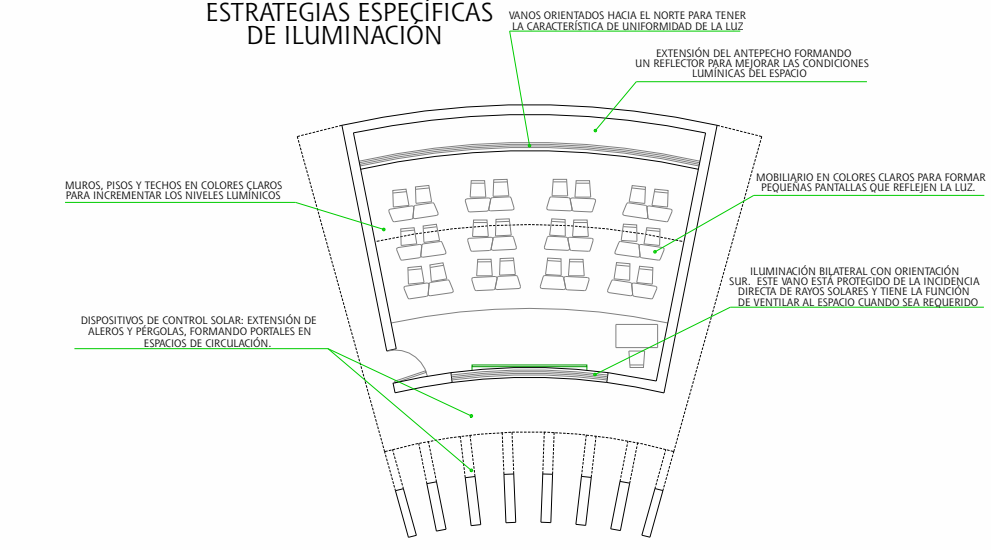 ESTRATEGIAS ESPECÍFICAS
DE ILUMINACIÓN
VANOS ORIENTADOS HACIA EL NORTE PARA TENER
LA CARACTERÍSTICA DE UNIFORMIDAD DE LA LUZ
EXTENSIÓN DEL ANTEPECHO FORMANDO
UN REFLECTOR PARA MEJORAR LAS CONDICIONES
LUMÍNICAS DEL ESPACIO
MUROS, PISOS Y TECHOS EN COLORES CLAROS
PARA INCREMENTAR LOS NIVELES LUMÍNICOS
MOBILIARIO EN COLORES CLAROS PARA FORMAR
PEQUEÑAS PANTALLAS QUE REFLEJEN LA LUZ.
ILUMINACIÓN BILATERAL CON ORIENTACIÓN
SUR. ESTE VANO ESTÁ PROTEGIDO DE LA INCIDENCIA
DIRECTA DE RAYOS SOLARES Y TIENE LA FUNCIÓN
DE VENTILAR AL ESPACIO CUANDO SEA REQUERIDO
DISPOSITIVOS DE CONTROL SOLAR: EXTENSIÓN DE
ALEROS Y PÉRGOLAS, FORMANDO PORTALES EN
ESPACIOS DE CIRCULACIÓN.